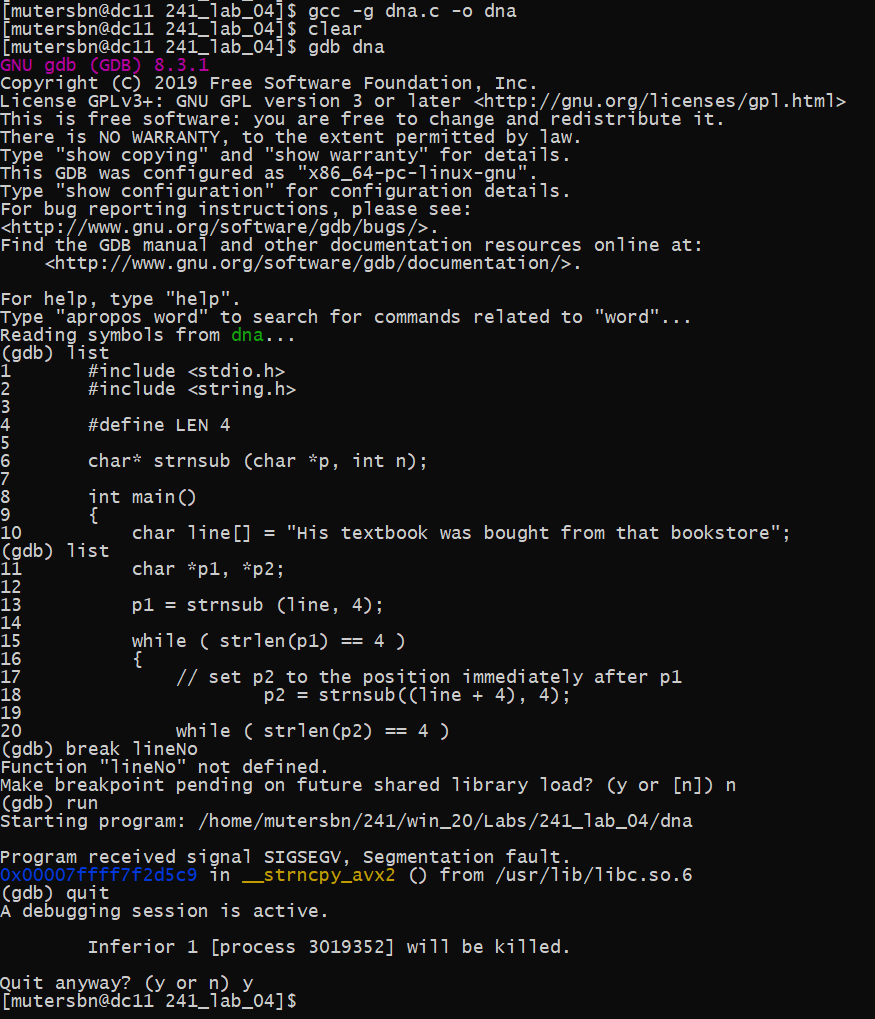 [mutersbn@dc11 241_lab_04]$ gcc -g dna.c -o dna
[mutersbn@dc11 241_lab_04]$ clear
[mutersbn@dc11 241_lab_04]$ gdb dna
GNU gdb (GDB) 8.3.1
Copyright (C) 2019 Free Software Foundation, Inc.
License GPLv3+: GNU GPL version 3 or later <http://gnu.org/licenses/gpl.html>
This is free software: you are free to change and redistribute it.
There is NO WARRANTY, to the extent permitted by law.
Type "show copying" and "show warranty" for details.
This GDB was configured as "x86_64-pc-linux-gnu".
Type "show configuration" for configuration details.
For bug reporting instructions, please see:
<http://www.gnu.org/software/gdb/bugs/>.
Find the GDB manual and other documentation resources online at:
    <http://www.gnu.org/software/gdb/documentation/>.

For help, type "help".
Type "apropos word" to search for commands related to "word"...
Reading symbols from dna...
(gdb) list
1       #include <stdio.h>
2       #include <string.h>
3
4       #define LEN 4
5
6       char* strnsub (char *p, int n);
7
8       int main()
9       {
10          char line[] = "His textbook was bought from that bookstore";
(gdb) list
11          char *p1, *p2;
12
13          p1 = strnsub (line, 4);
14
15          while ( strlen(p1) == 4 )
16          {
17              // set p2 to the position immediately after p1
18                      p2 = strnsub((line + 4), 4);
19
20              while ( strlen(p2) == 4 )
(gdb) break lineNo
Function "lineNo" not defined.
Make breakpoint pending on future shared library load? (y or [n]) n
(gdb) run
Starting program: /home/mutersbn/241/win_20/Labs/241_lab_04/dna

Program received signal SIGSEGV, Segmentation fault.
0x00007ffff7f2d5c9 in __strncpy_avx2 () from /usr/lib/libc.so.6
(gdb) quit
A debugging session is active.

        Inferior 1 [process 3019352] will be killed.

Quit anyway? (y or n) y
[mutersbn@dc11 241_lab_04]$